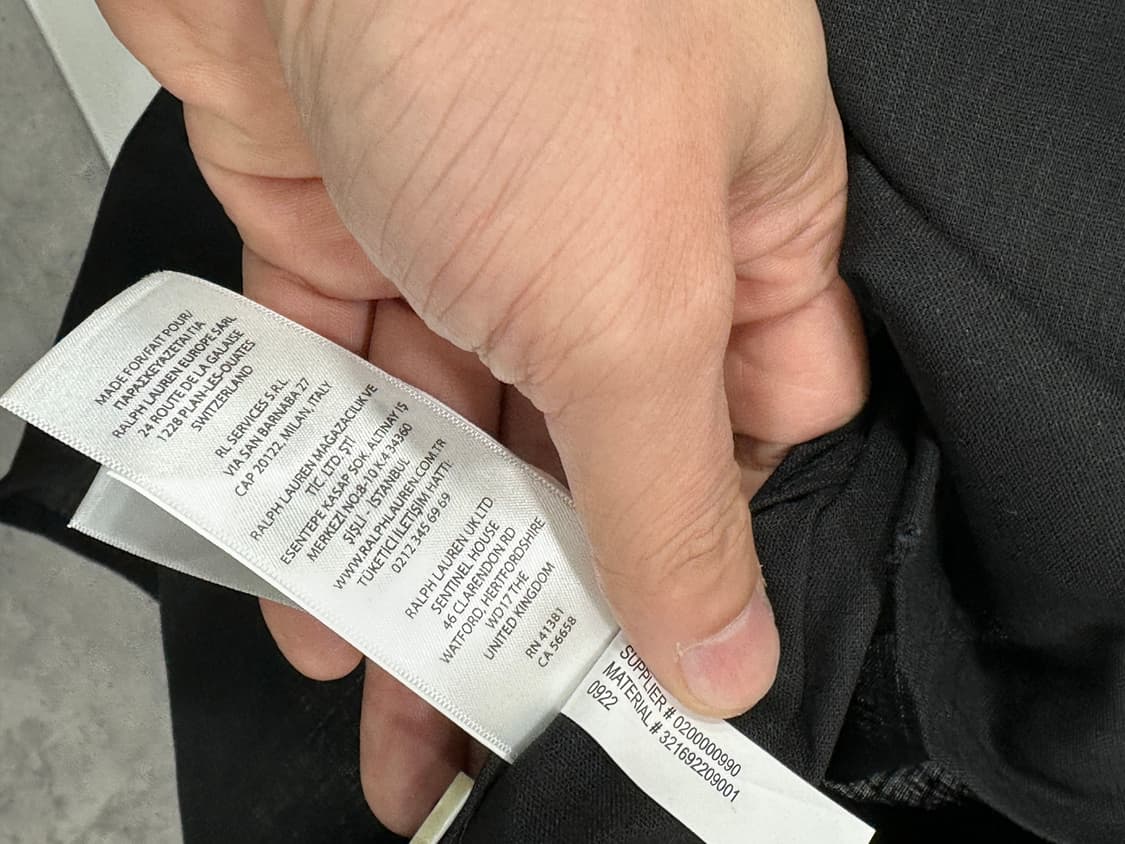 MADE FOR/FAIT POUR/
ΠΑΡΑΣΚΕΥΑΖΕΤΑΙ ΓΙΑ
RALPH LAUREN EUROPE SÁRL
24 ROUTE DE LA GALAISE
1228 PLAN-LES-OUATES
SWITZERLAND
RL SERVICES S.R.L.
VIA SAN BARNABA 27
CAP 20122, MILAN, ITALY
RALPH LAUREN MAĞAZACILIK VE
TİC LTD. ŞTİ
ESENTEPE KASAP SOK. ALTINAY İŞ
MERKEZİ NO:8-10 K:4 34360
ŞİŞLİ - İSTANBUL
WWW.RALPHLAUREN.COM.TR
TÜKETİCİ İLETİŞİM HATTI:
0212 345 69 69
RALPH LAUREN UK LTD
SENTINEL HOUSE
46 CLARENDON RD
WATFORD, HERTFORDSHIRE
WD17 1HE
UNITED KINGDOM
RN 41381
CA 56658
SUPPLIER # 0200000990
MATERIAL # 321692209001
0922